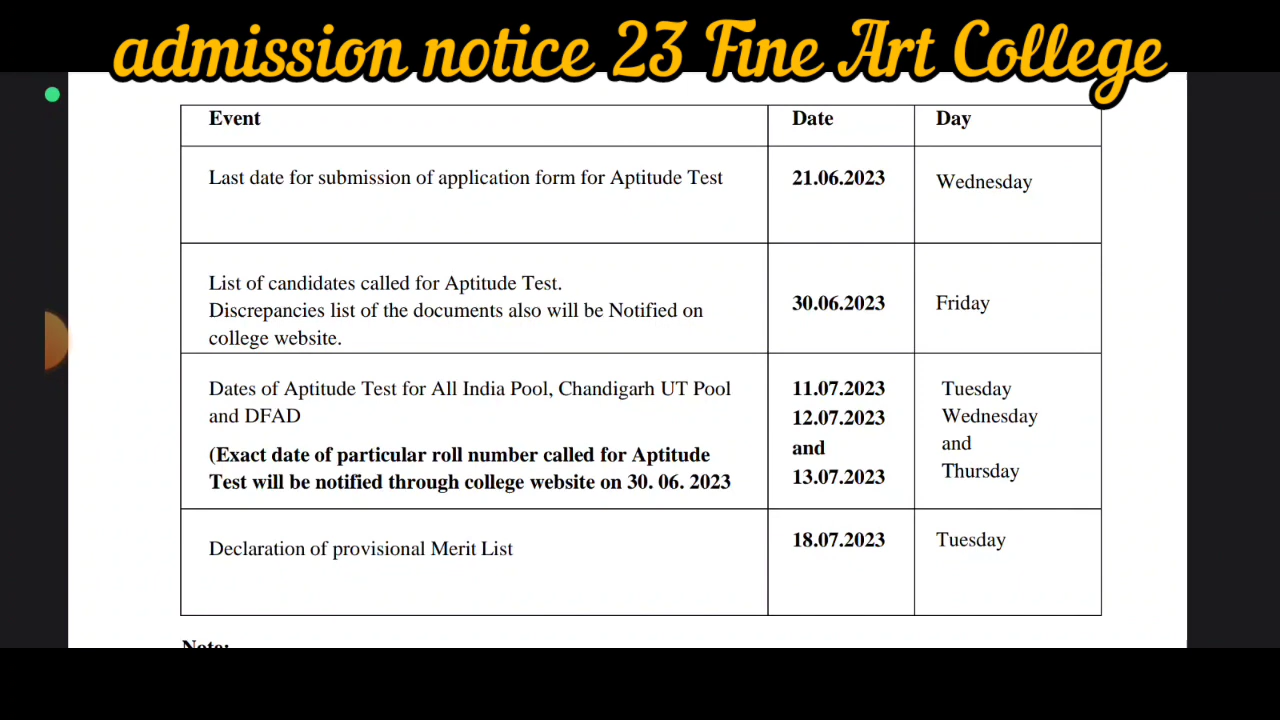 admission notice 23 Fine Art College
Event Date Day
Last date for submission of application form for Aptitude Test 21.06.2023 Wednesday
List of candidates called for Aptitude Test.
Discrepancies list of the documents also will be Notified on
college website.
30.06.2023 Friday
Dates of Aptitude Test for All India Pool, Chandigarh UT Pool
and DFAD
(Exact date of particular roll number called for Aptitude
Test will be notified through college website on 30. 06. 2023
11.07.2023
12.07.2023
and
13.07.2023
Tuesday
Wednesday
and
Thursday
Declaration of provisional Merit List 18.07.2023 Tuesday
Note: